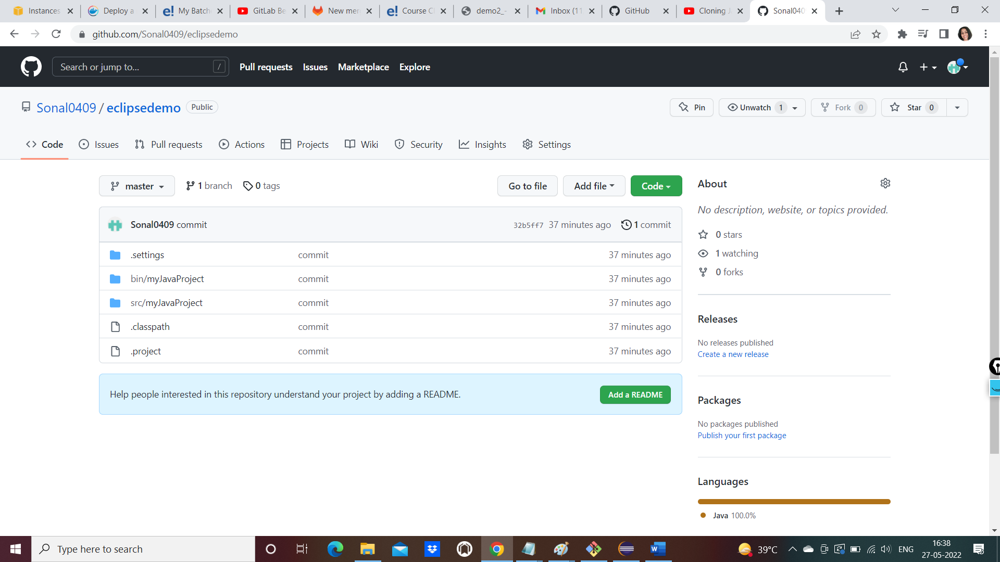 Instances
Deploy a
My Batch
GitLab Be
New mer
Course C
demo2_-
Inbox (11
GitHub
Cloning J
Sonal040
github.com/Sonal0409/eclipsedemo
Search or jump to...
/
Pull requests
Issues
Marketplace
Explore
Sonal0409 / eclipsedemo
Public
Pin
Unwatch 1
Fork 0
Star 0
Code
Issues
Pull requests
Actions
Projects
Wiki
Security
Insights
Settings
master
1 branch
0 tags
Go to file
Add file
Code
Sonal0409 commit
32b5ff7 37 minutes ago
1 commit
.settings commit 37 minutes ago
bin/myJavaProject commit 37 minutes ago
src/myJavaProject commit 37 minutes ago
.classpath commit 37 minutes ago
.project commit 37 minutes ago
Help people interested in this repository understand your project by adding a README.
Add a README
About
No description, website, or topics provided.
0 stars
1 watching
0 forks
Releases
No releases published
Create a new release
Packages
No packages published
Publish your first package
Languages
Java 100.0%
Type here to search
39°C
ENG
16:38
27-05-2022